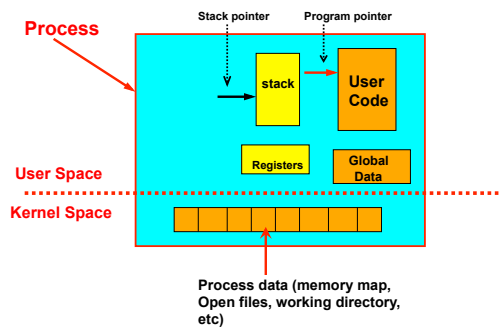 Stack pointer
Program pointer
Process
stack
User
Code
Registers
Global
Data
User Space
Kernel Space
Process data (memory map,
Open files, working directory,
etc)